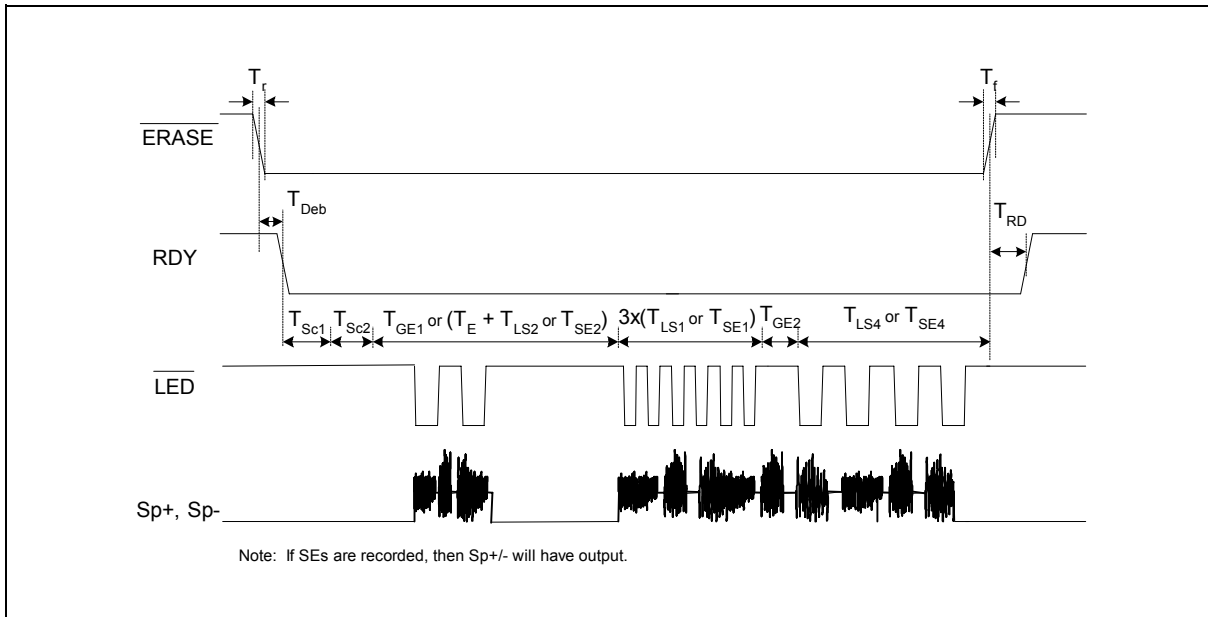 Tr Tf
ERASE
TDeb
TRD
RDY
TSc1 TSc2 TGE1 or (TE + TLS2 or TSE2) 3x(TLS1 or TSE1) TGE2 TLS4 or TSE4
LED
Sp+, Sp-
Note: If SEs are recorded, then Sp+/- will have output.